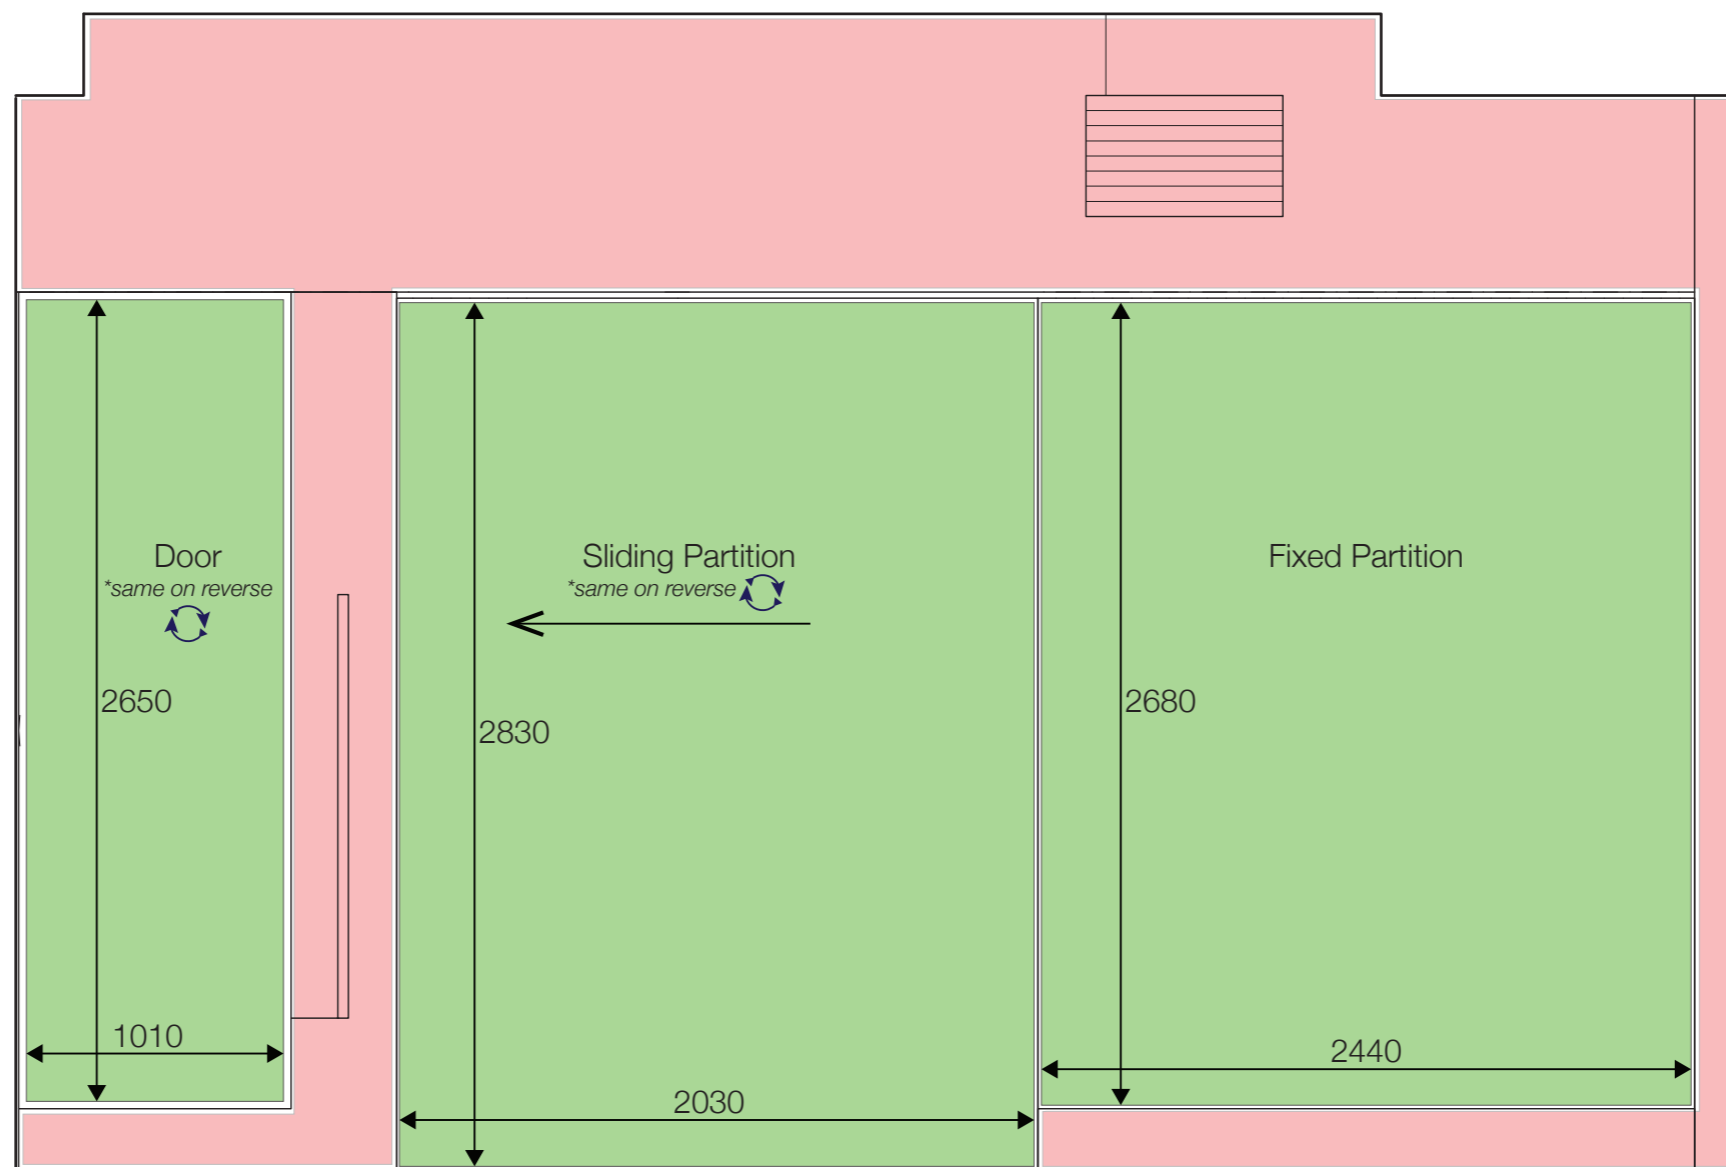 Door
*same on reverse
2650
1010
Sliding Partition
*same on reverse
2830
2030
Fixed Partition
2680
2440